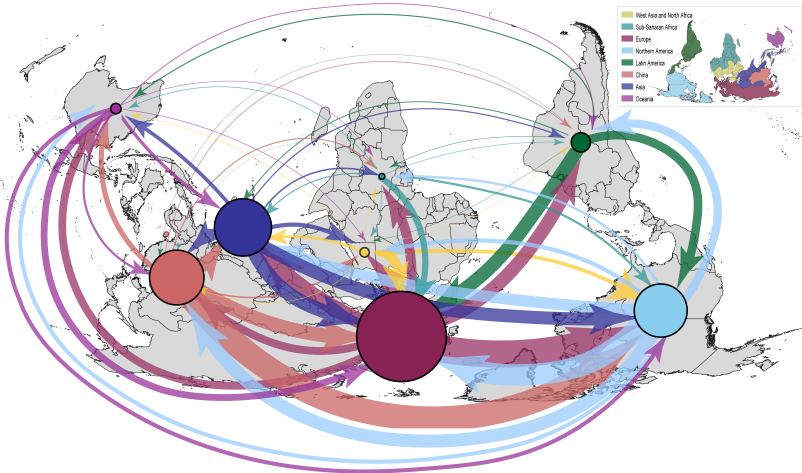 West Asia and North Africa
Sub-Saharan Africa
Europe
Northern America
Latin America
China
Asia
Oceania